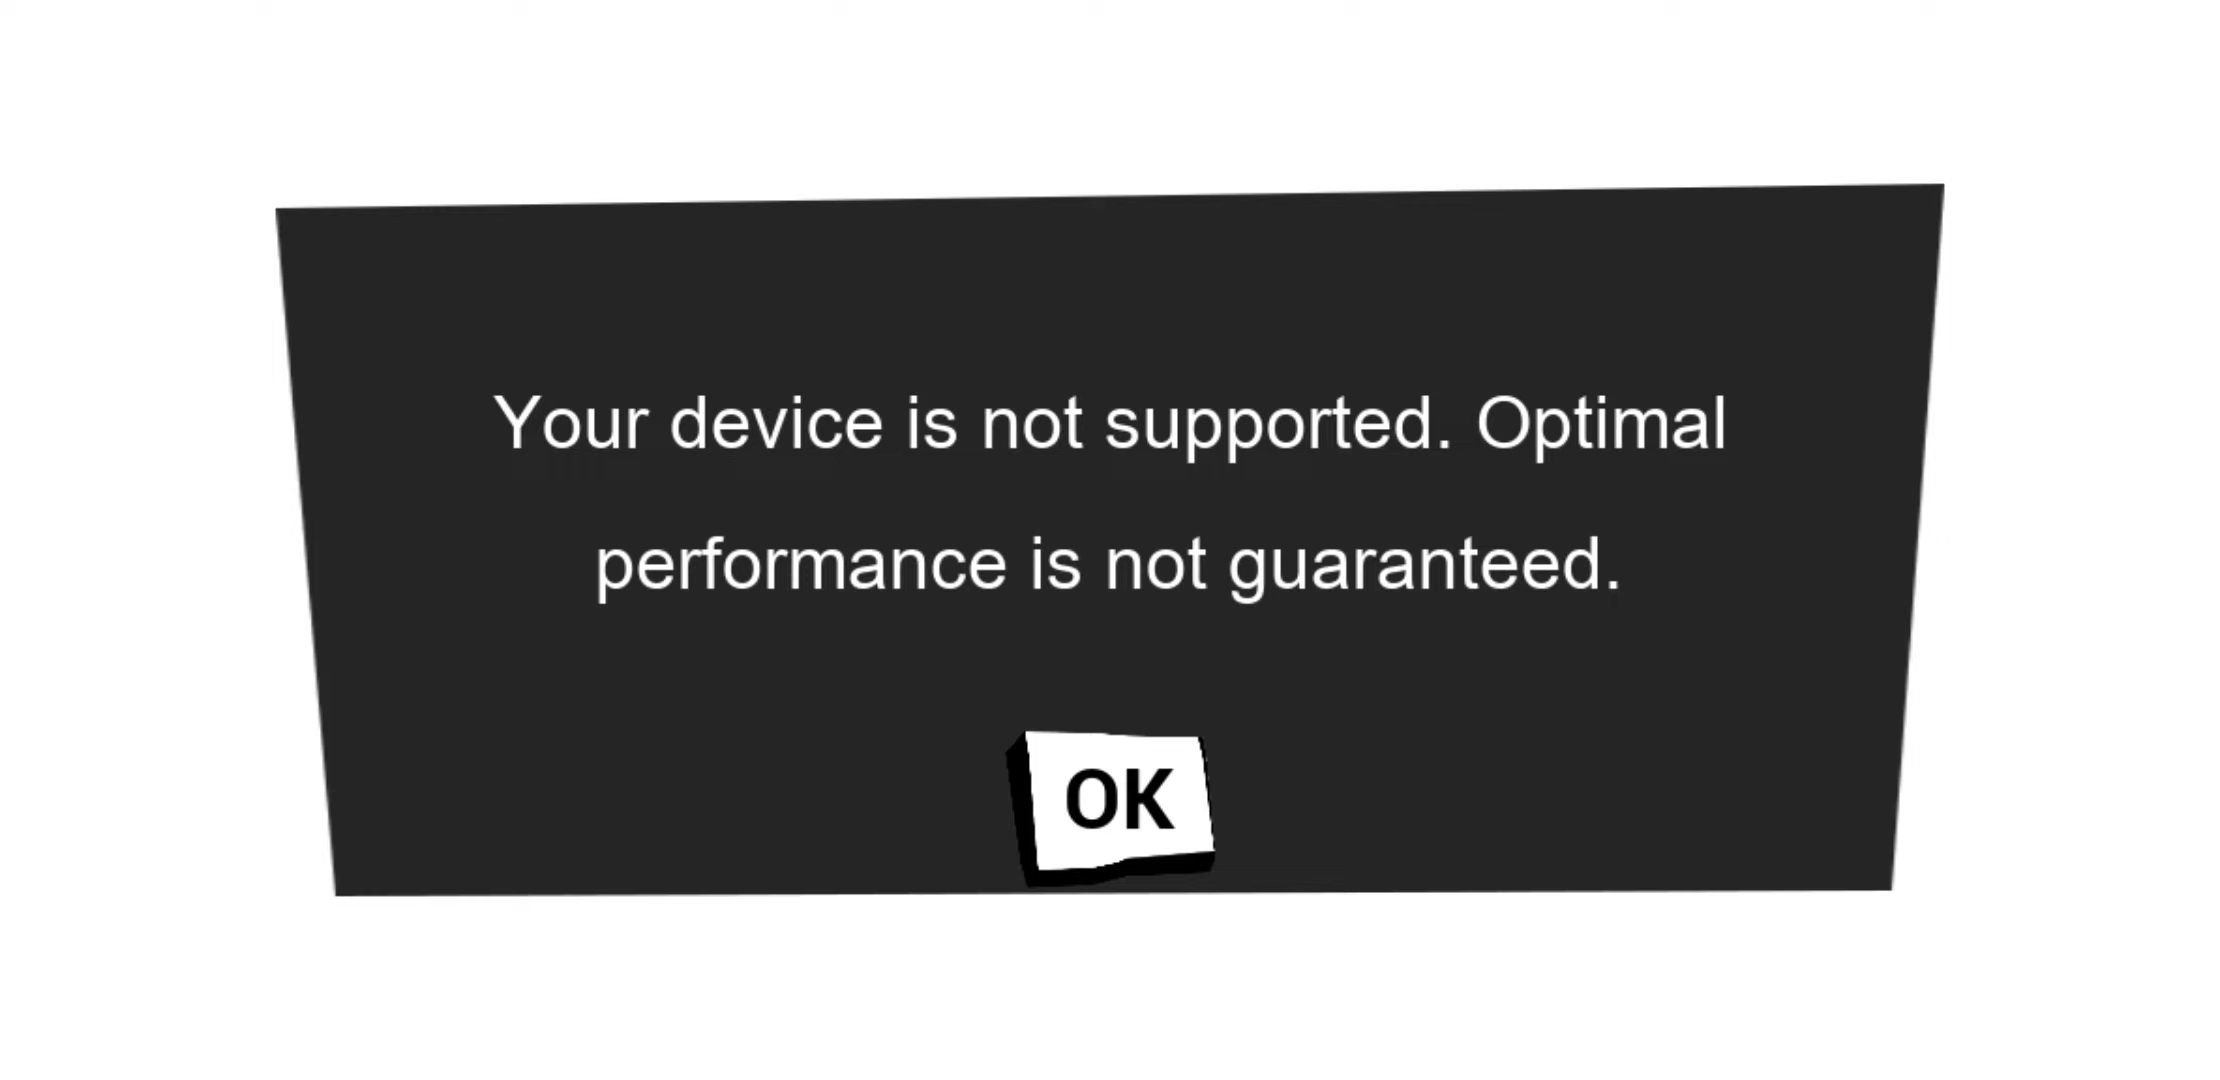 Your device is not supported. Optimal
performance is not guaranteed.
OK